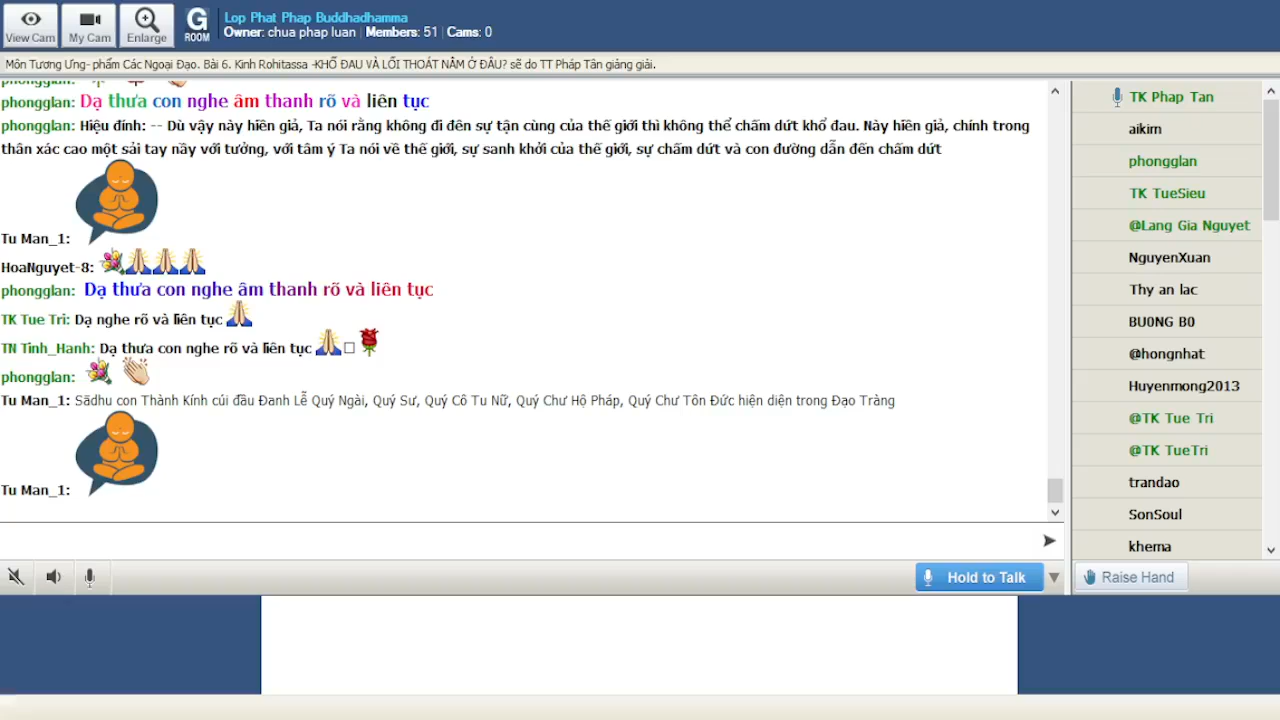 View Cam
My Cam
Enlarge
G
ROOM
Lop Phat Phap Buddhadhamma
Owner: chua phap luan | Members: 51 | Cams: 0
Môn Tương Ưng- phẩm Các Ngoại Đạo. Bài 6. Kinh Rohitassa -KHỔ ĐAU VÀ LỐI THOÁT NẰM Ở ĐÂU? sẽ do TT Pháp Tân giảng giải.
phongglan:
phongglan: Dạ thưa con nghe âm thanh rõ và liên tục
phongglan: Hiệu đính: -- Dù vậy này hiền giả, Ta nói rằng không đi đến sự tận cùng của thế giới thì không thể chấm dứt khổ đau. Này hiền giả, chính trong
thân xác cao một sải tay nầy với tưởng, với tâm ý Ta nói về thế giới, sự sanh khởi của thế giới, sự chấm dứt và con đường dẫn đến chấm dứt
Tu Man_1:
HoaNguyet-8:
phongglan: Dạ thưa con nghe âm thanh rõ và liên tục
TK Tue Tri: Dạ nghe rõ và liên tục
TN Tinh_Hanh: Dạ thưa con nghe rõ và liên tục
phongglan:
Tu Man_1: Sādhu con Thành Kính cúi đầu Đanh Lễ Quý Ngài, Quý Sư, Quý Cô Tu Nữ, Quý Chư Hộ Pháp, Quý Chư Tôn Đức hiện diện trong Đạo Tràng
Tu Man_1:
Hold to Talk
TK Phap Tan
aikim
phongglan
TK TueSieu
@Lang Gia Nguyet
NguyenXuan
Thy an lac
BU0NG B0
@hongnhat
Huyenmong2013
@TK Tue Tri
@TK TueTri
trandao
SonSoul
khema
Raise Hand